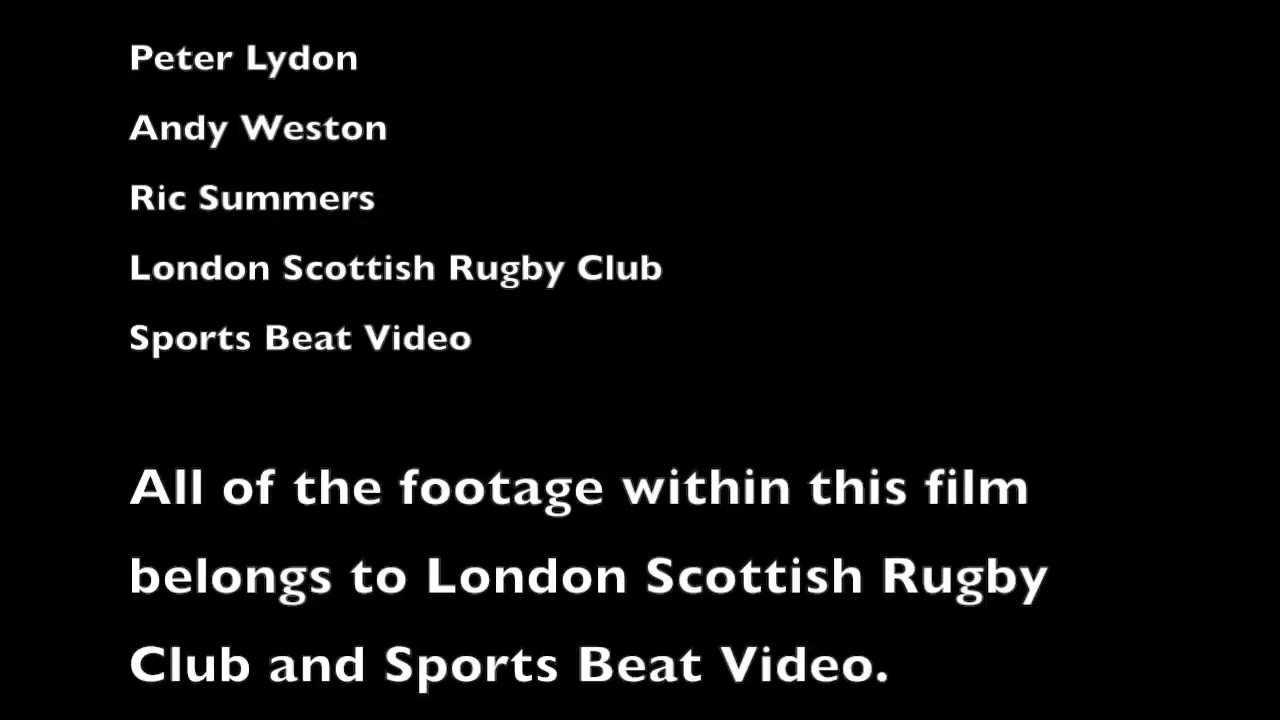 Peter Lydon
Andy Weston
Ric Summers
London Scottish Rugby Club
Sports Beat Video
All of the footage within this film
belongs to London Scottish Rugby
Club and Sports Beat Video.